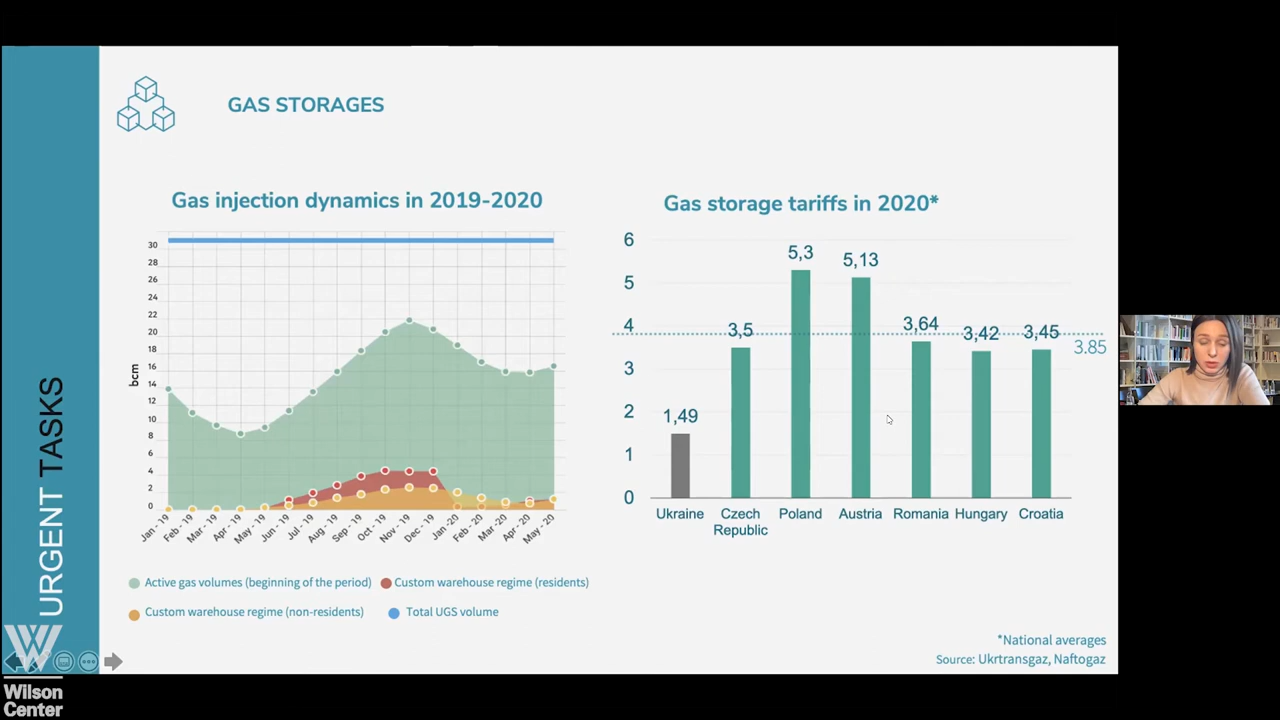 GAS STORAGES
URGENT TASKS
Gas injection dynamics in 2019-2020
bcm
30
28
26
24
22
20
18
16
14
12
10
8
6
4
2
0
Jan - 19
Feb - 19
Mar - 19
Apr - 19
May - 19
Jun - 19
Jul - 19
Aug - 19
Sep - 19
Oct - 19
Nov - 19
Dec - 19
Jan - 20
Feb - 20
Mar - 20
Apr - 20
May - 20
Active gas volumes (beginning of the period)
Custom warehouse regime (residents)
Custom warehouse regime (non-residents)
Total UGS volume
Gas storage tariffs in 2020*
6
5
4
3
2
1
0
1,49
3,5
5,3
5,13
3,64
3,42
3,45
3.85
Ukraine
Czech
Republic
Poland
Austria
Romania
Hungary
Croatia
*National averages
Source: Ukrtransgaz, Naftogaz
W
Wilson
Center